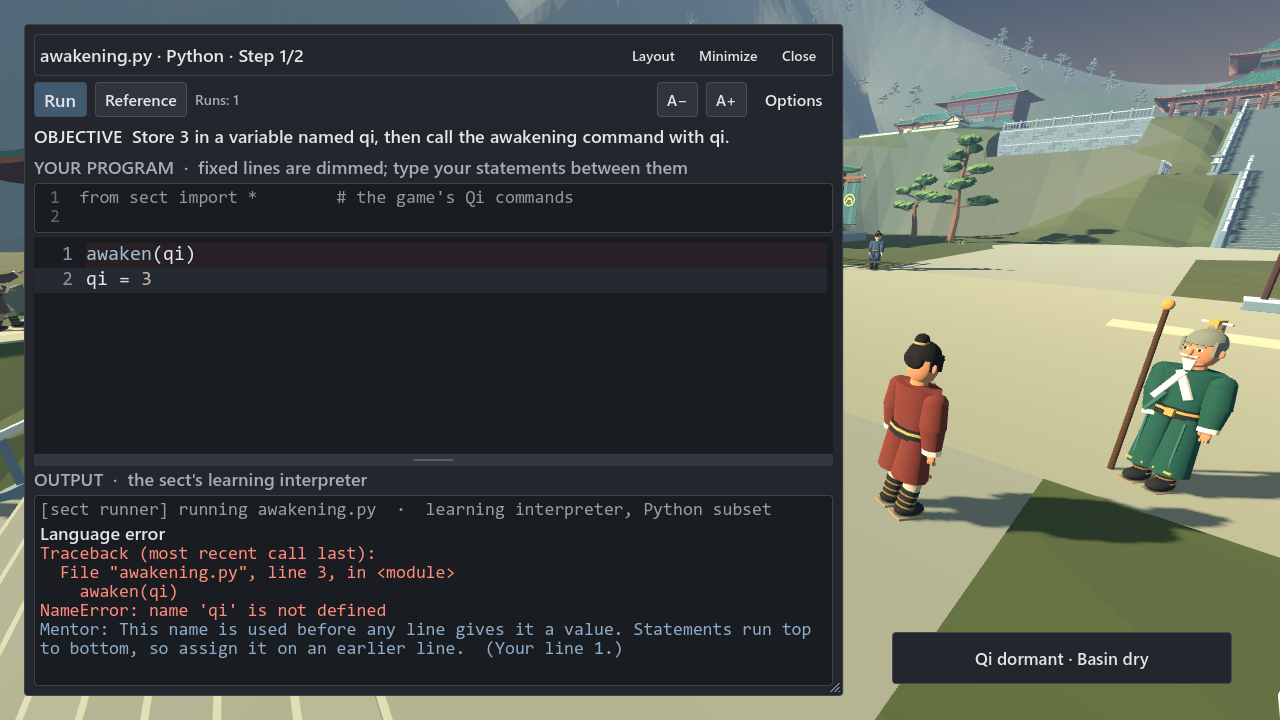 awakening.py · Python · Step 1/2
Layout Minimize Close
Run Reference Runs: 1 A− A+ Options
OBJECTIVE Store 3 in a variable named qi, then call the awakening command with qi.
YOUR PROGRAM · fixed lines are dimmed; type your statements between them
1 from sect import * # the game's Qi commands
2
1 awaken(qi)
2 qi = 3
OUTPUT · the sect's learning interpreter
[sect runner] running awakening.py · learning interpreter, Python subset
Language error
Traceback (most recent call last):
File "awakening.py", line 3, in <module>
awaken(qi)
NameError: name 'qi' is not defined
Mentor: This name is used before any line gives it a value. Statements run top
to bottom, so assign it on an earlier line. (Your line 1.)
Qi dormant · Basin dry